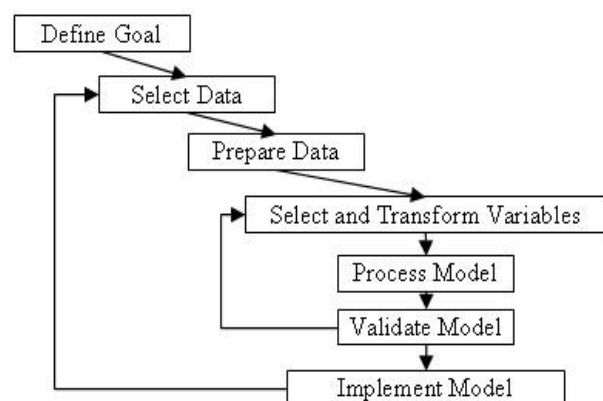 Define Goal
Select Data
Prepare Data
Select and Transform Variables
Process Model
Validate Model
Implement Model